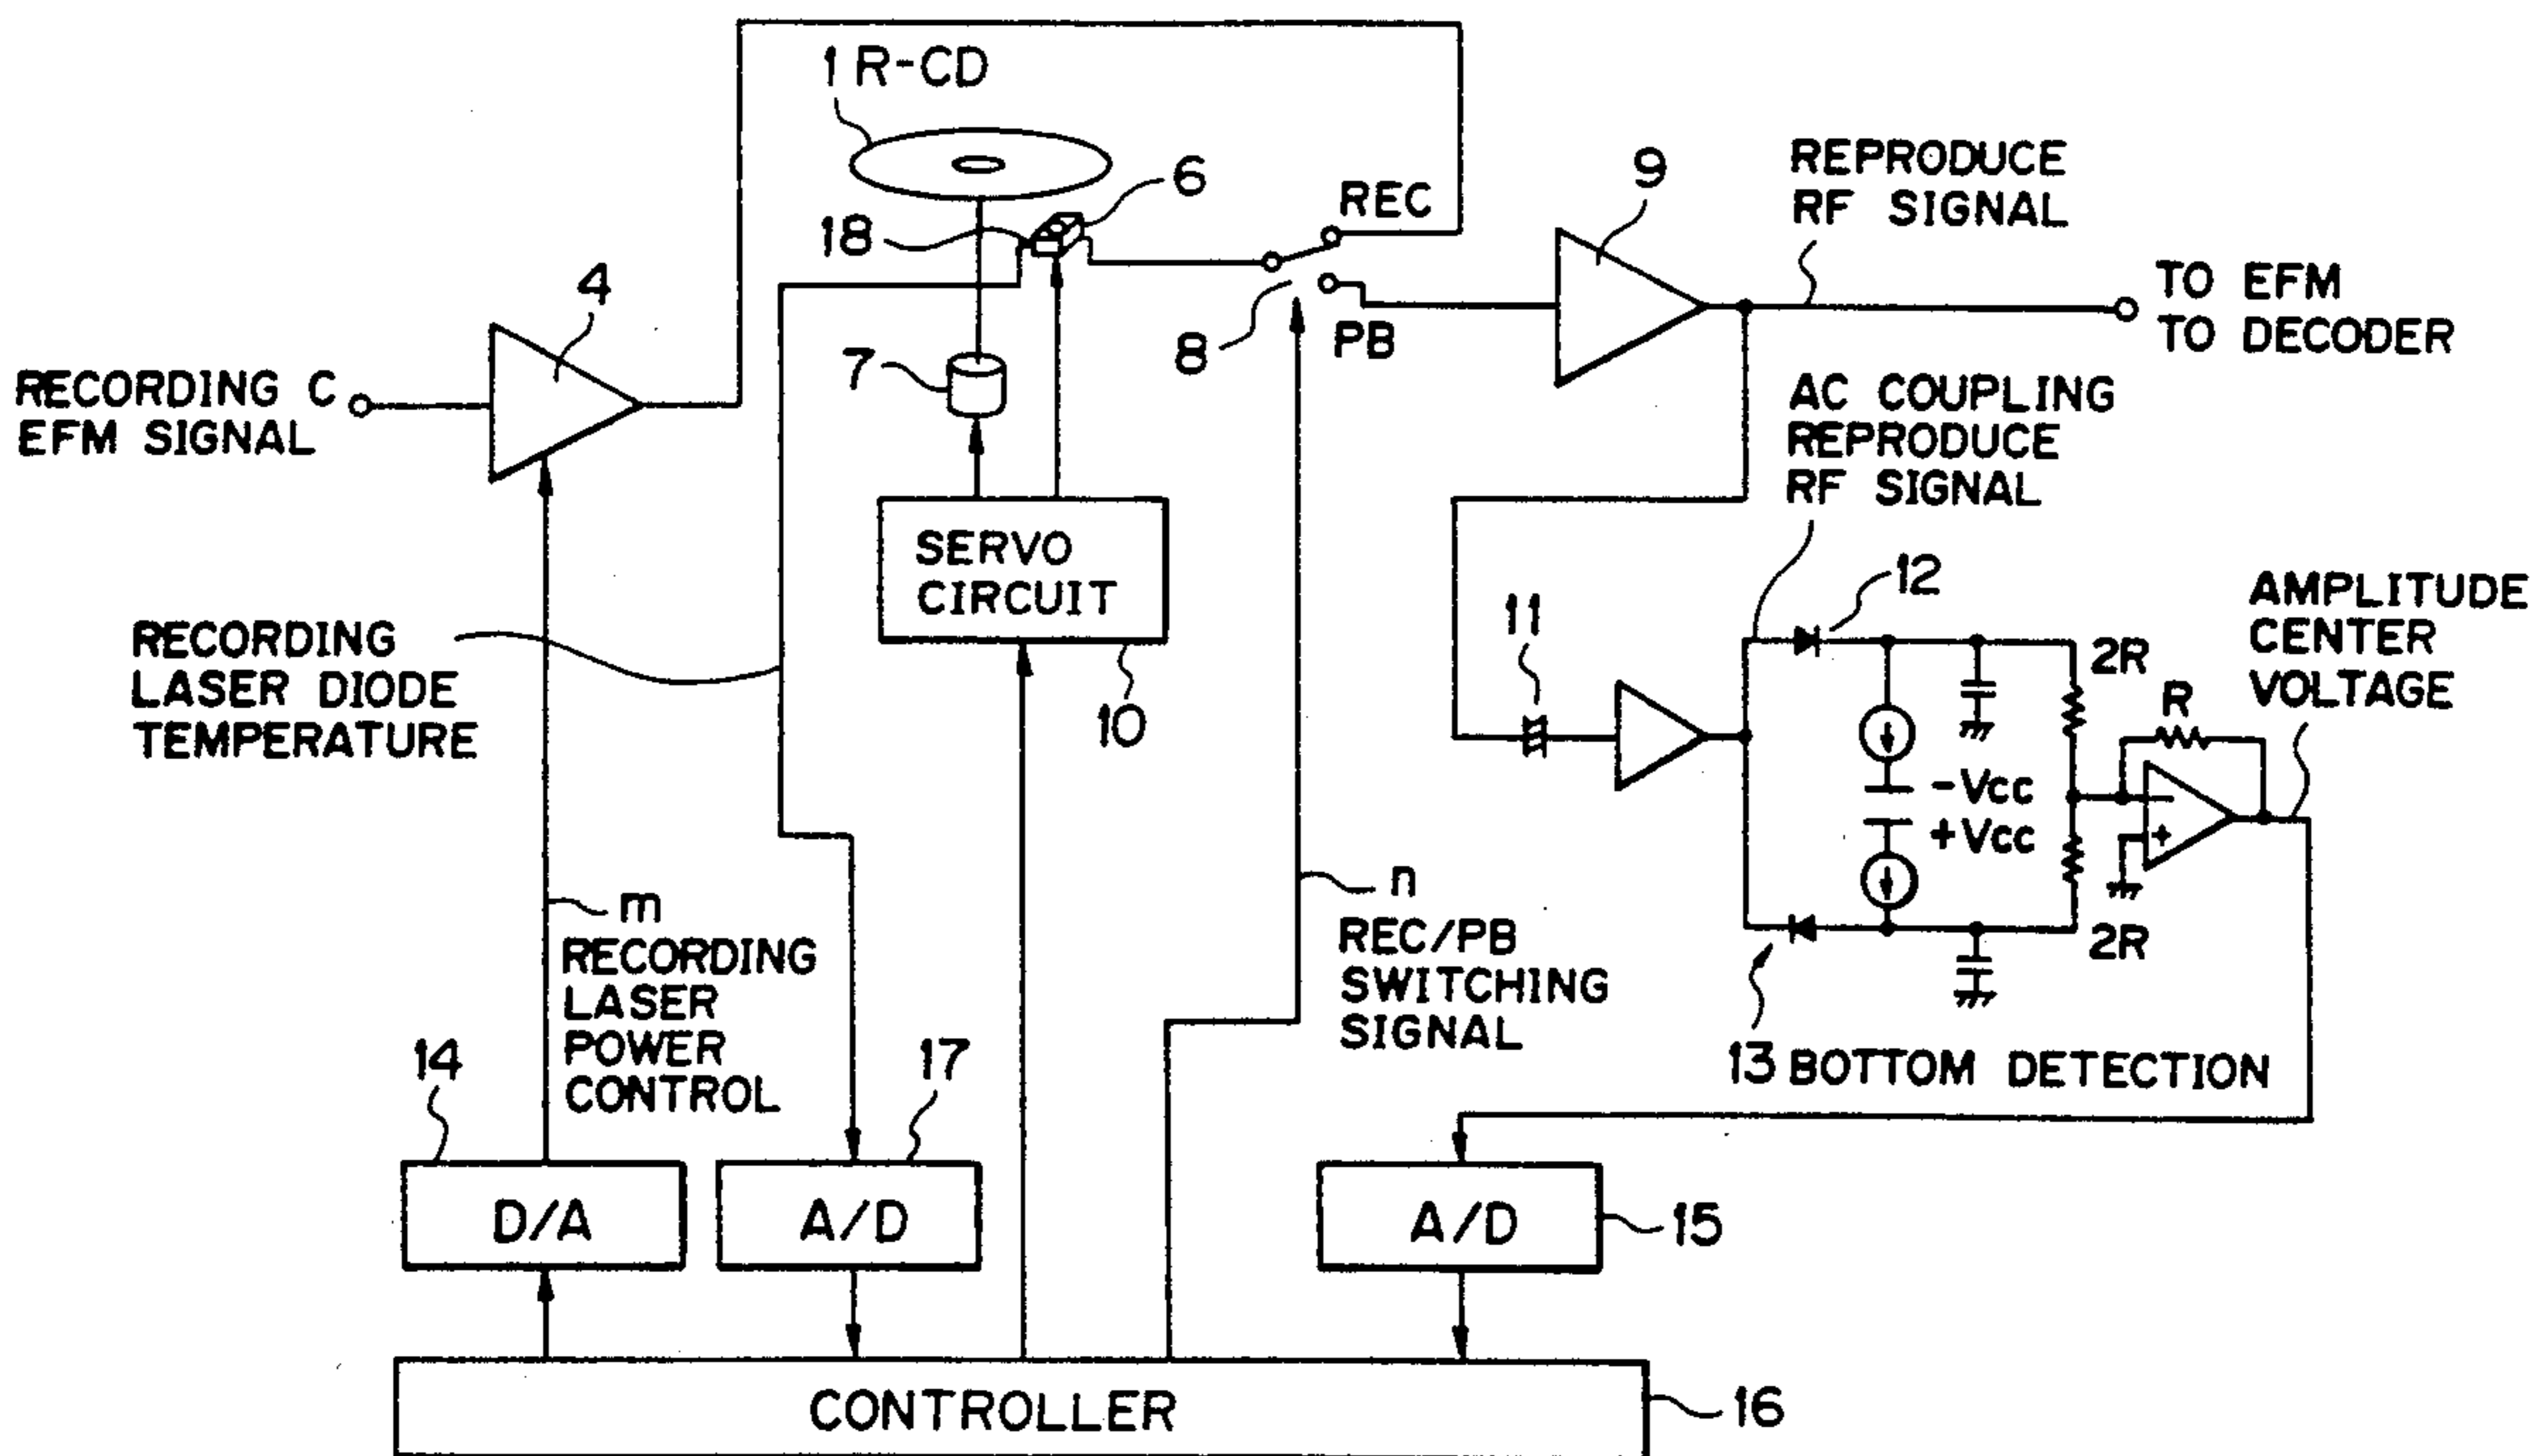 1 R-CD
6
18
REC
8
PB
9
REPRODUCE
RF SIGNAL
TO EFM
TO DECODER
4
RECORDING C
EFM SIGNAL
7
AC COUPLING
REPRODUCE
RF SIGNAL
SERVO
CIRCUIT
10
RECORDING
LASER DIODE
TEMPERATURE
11
12
AMPLITUDE
CENTER
VOLTAGE
2R
R
-Vcc
+Vcc
−
+
2R
m
RECORDING
LASER
POWER
CONTROL
n
REC/PB
SWITCHING
SIGNAL
13 BOTTOM DETECTION
14
D/A
17
A/D
A/D
15
CONTROLLER
16